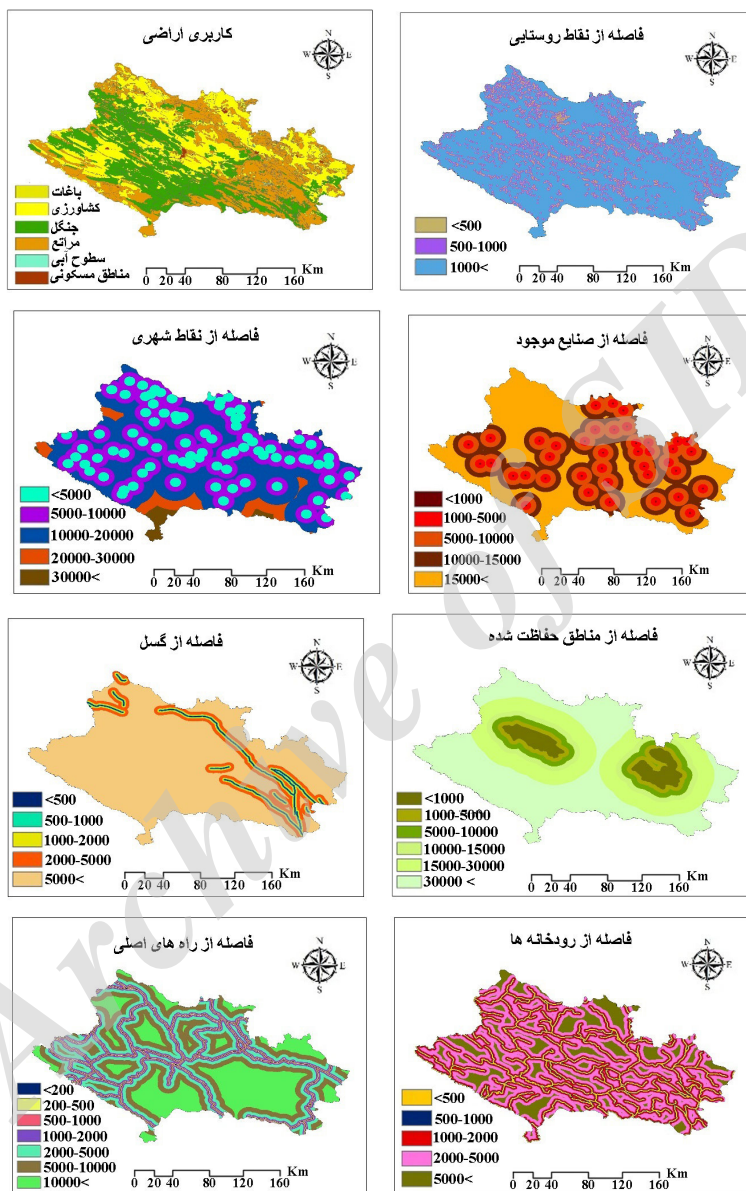 کاربری اراضی
N
W E
S
باغات
کشاورزی
جنگل
مراتع
سطوح آبی
مناطق مسکونی
Km
0 20 40 80 120 160
فاصله از نقاط روستایی
N
W E
S
<500
500-1000
1000<
Km
0 20 40 80 120 160
فاصله از نقاط شهری
N
W E
S
<5000
5000-10000
10000-20000
20000-30000
30000<
Km
0 20 40 80 120 160
فاصله از صنایع موجود
N
W E
S
<1000
1000-5000
5000-10000
10000-15000
15000<
Km
0 20 40 80 120 160
فاصله از گسل
N
W E
S
<500
500-1000
1000-2000
2000-5000
5000<
Km
0 20 40 80 120 160
فاصله از مناطق حفاظت شده
N
W E
S
<1000
1000-5000
5000-10000
10000-15000
15000-30000
30000 <
Km
0 20 40 80 120 160
فاصله از راه های اصلی
N
W E
S
<200
200-500
500-1000
1000-2000
2000-5000
5000-10000
10000<
Km
0 20 40 80 120 160
فاصله از رودخانه ها
N
W E
S
<500
500-1000
1000-2000
2000-5000
5000<
Km
0 20 40 80 120 160
Archive of SID